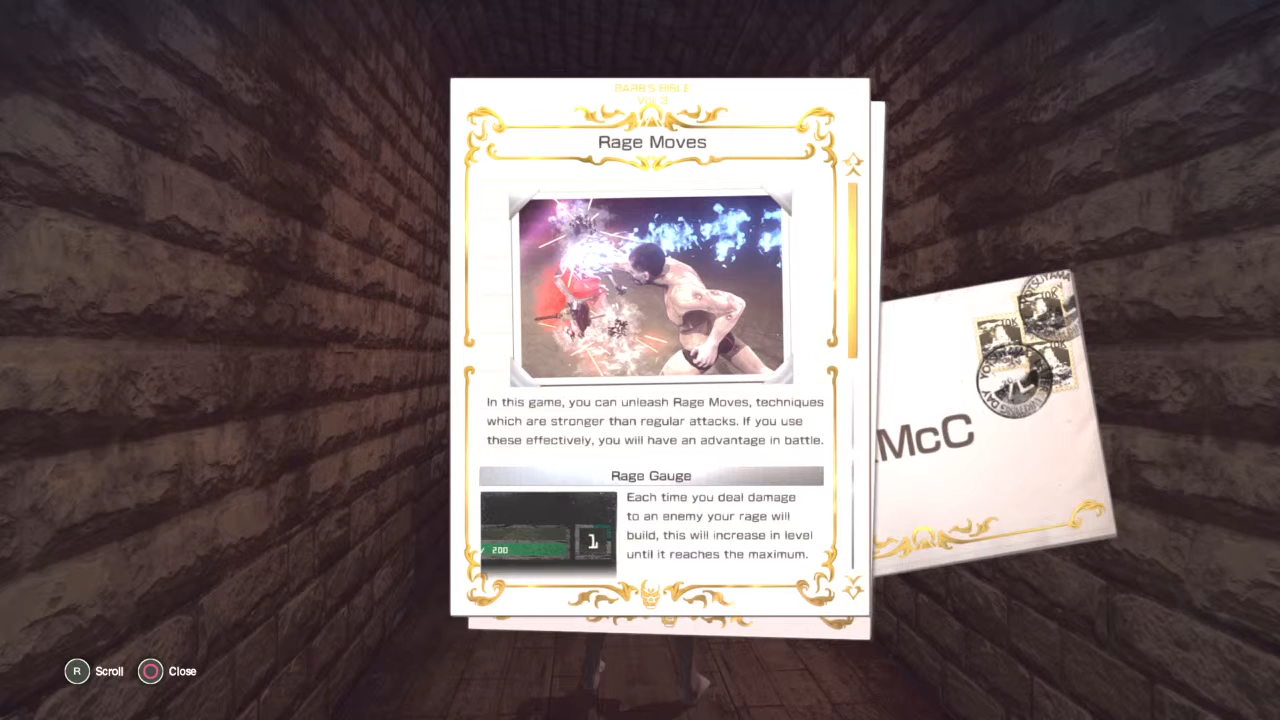 BARB'S BIBLE
Vol 3
Rage Moves
In this game, you can unleash Rage Moves, techniques
which are stronger than regular attacks. If you use
these effectively, you will have an advantage in battle.
Rage Gauge
Each time you deal damage
to an enemy your rage will
build, this will increase in level
until it reaches the maximum.
200
1
McC
R Scroll
Close